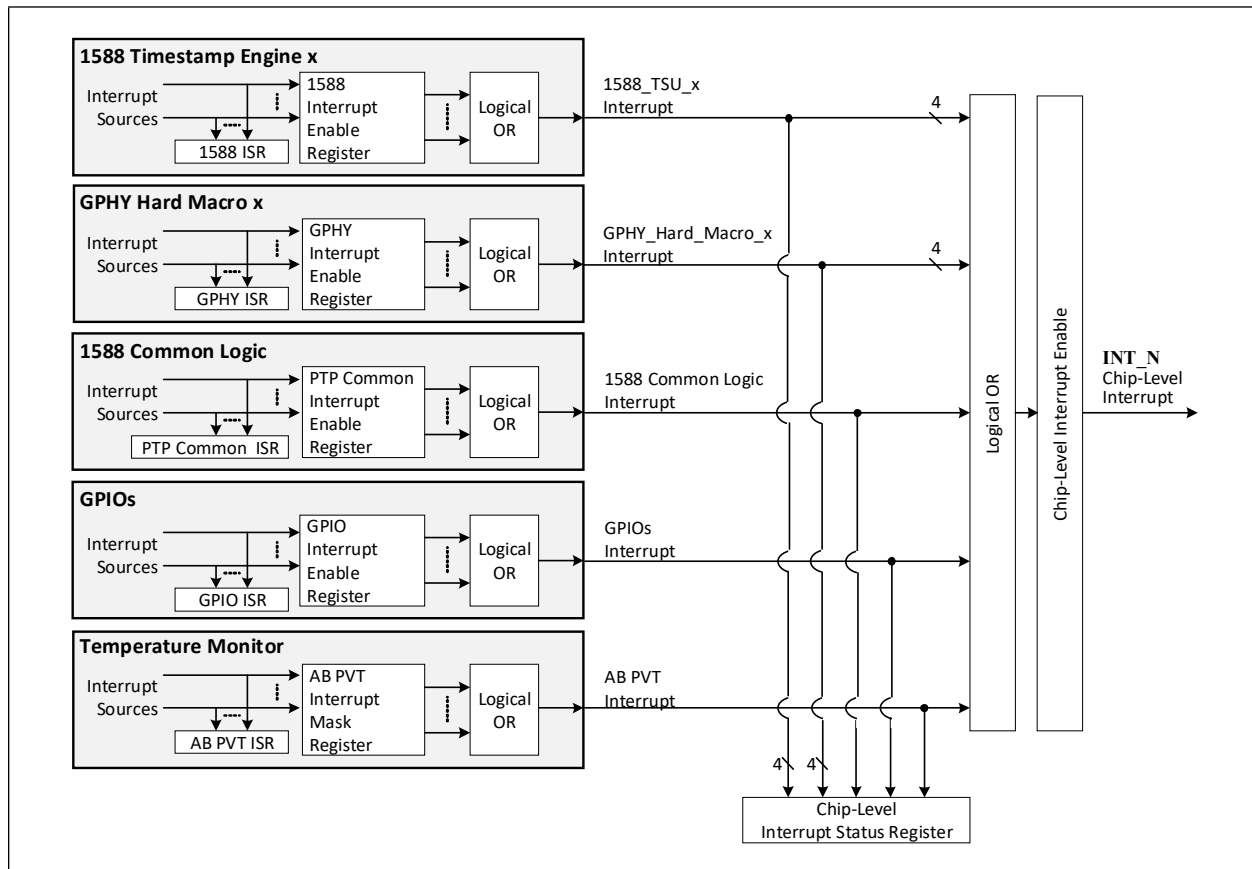 1588 Timestamp Engine x
Interrupt
Sources
1588 ISR
1588
Interrupt
Enable
Register
Logical
OR
1588_TSU_x
Interrupt
4
GPHY Hard Macro x
Interrupt
Sources
GPHY ISR
GPHY
Interrupt
Enable
Register
Logical
OR
GPHY_Hard_Macro_x
Interrupt
4
1588 Common Logic
Interrupt
Sources
PTP Common ISR
PTP Common
Interrupt
Enable
Register
Logical
OR
1588 Common Logic
Interrupt
GPIOs
Interrupt
Sources
GPIO ISR
GPIO
Interrupt
Enable
Register
Logical
OR
GPIOs
Interrupt
Temperature Monitor
Interrupt
Sources
AB PVT ISR
AB PVT
Interrupt
Mask
Register
Logical
OR
AB PVT
Interrupt
4
4
Chip-Level
Interrupt Status Register
Logical OR
Chip-Level Interrupt Enable
INT_N
Chip-Level
Interrupt